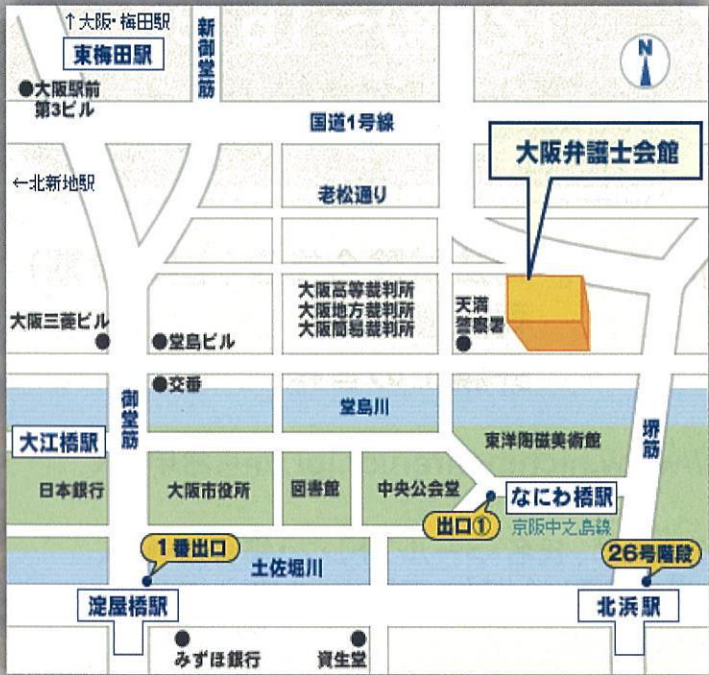 ↑大阪・梅田駅
東梅田駅
新御堂筋
N
●大阪駅前
第3ビル
国道1号線
大阪弁護士会館
←北新地駅
老松通り
大阪高等裁判所
大阪地方裁判所
大阪簡易裁判所
天満
警察署
大阪三菱ビル
●堂島ビル
●交番
御堂筋
堂島川
堺筋
大江橋駅
東洋陶磁美術館
日本銀行
大阪市役所
図書館
中央公会堂
なにわ橋駅
出口①
京阪中之島線
1番出口
土佐堀川
26号階段
淀屋橋駅
北浜駅
みずほ銀行
資生堂